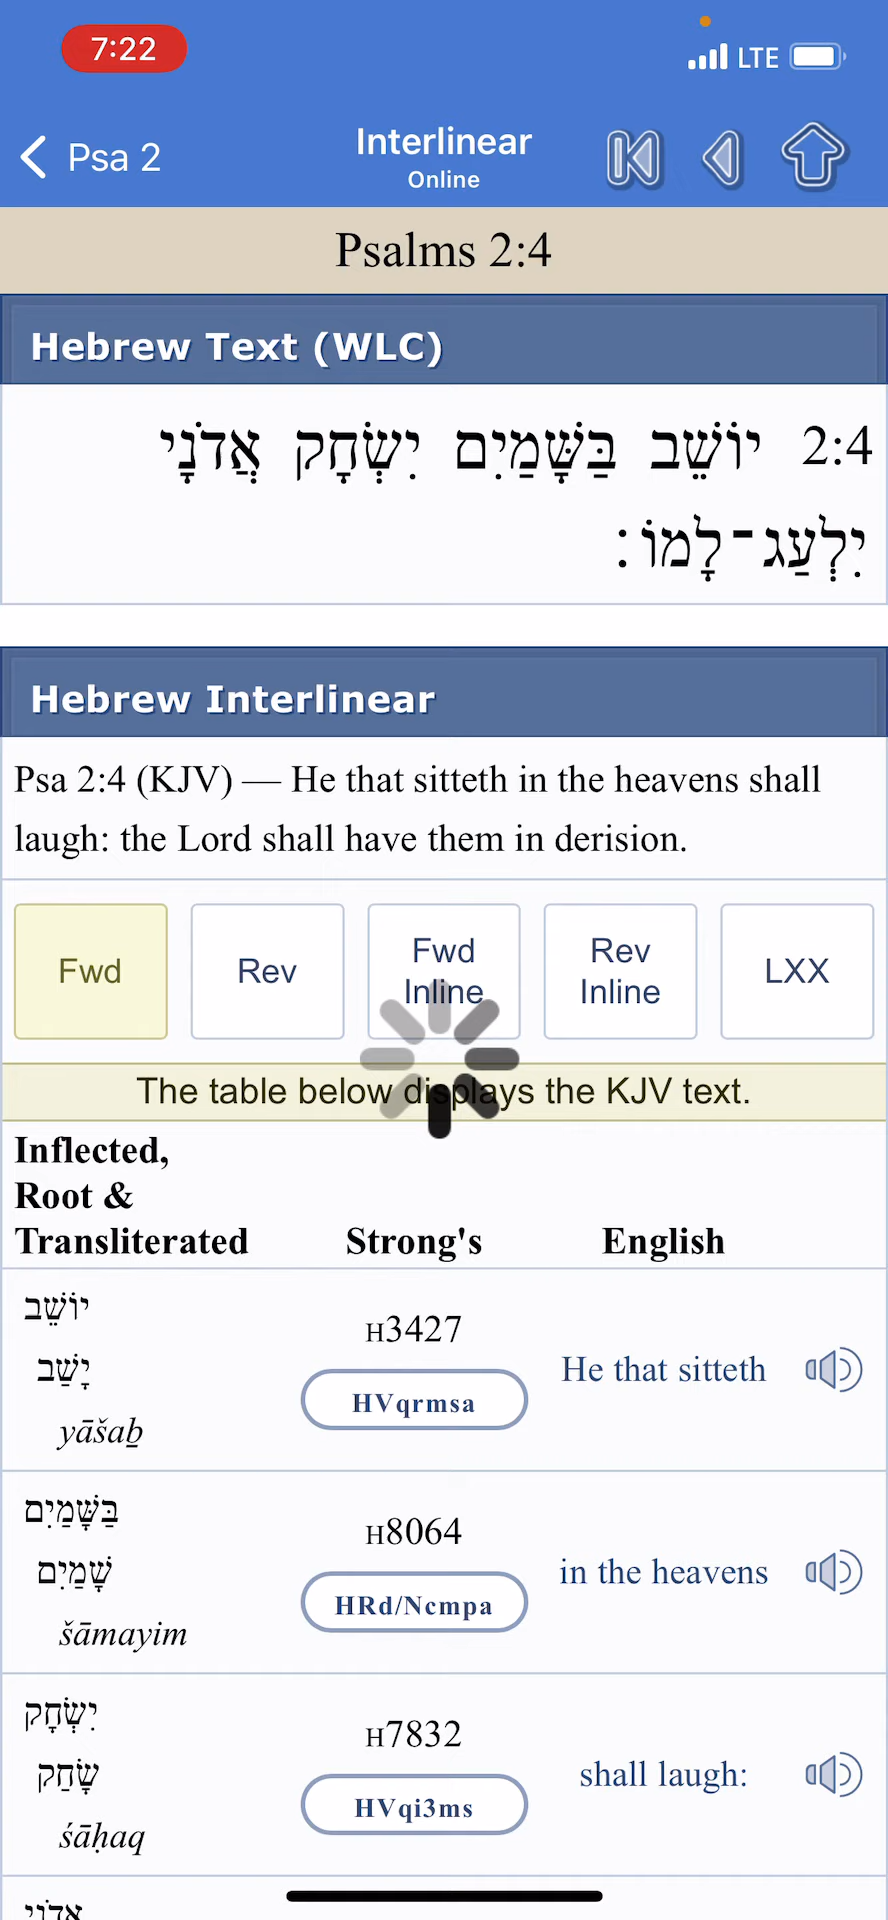 7:22
LTE
Psa 2
Interlinear
Online
Psalms 2:4
Hebrew Text (WLC)
2:4 יוֹשֵׁב בַּשָּׁמַיִם יִשְׂחָק אֲדֹנָי
יִלְעַג־לָמוֹ׃
Hebrew Interlinear
Psa 2:4 (KJV) — He that sitteth in the heavens shall
laugh: the Lord shall have them in derision.
Fwd
Rev
Fwd
Inline
Rev
Inline
LXX
The table below displays the KJV text.
Inflected,
Root &
Transliterated
Strong's
English
יוֹשֵׁב
יָשַׁב
yāšaḇ
H3427
HVqrmsa
He that sitteth
בַּשָּׁמַיִם
שָׁמַיִם
šāmayim
H8064
HRd/Ncmpa
in the heavens
יִשְׂחָק
שָׂחַק
śāḥaq
H7832
HVqi3ms
shall laugh: